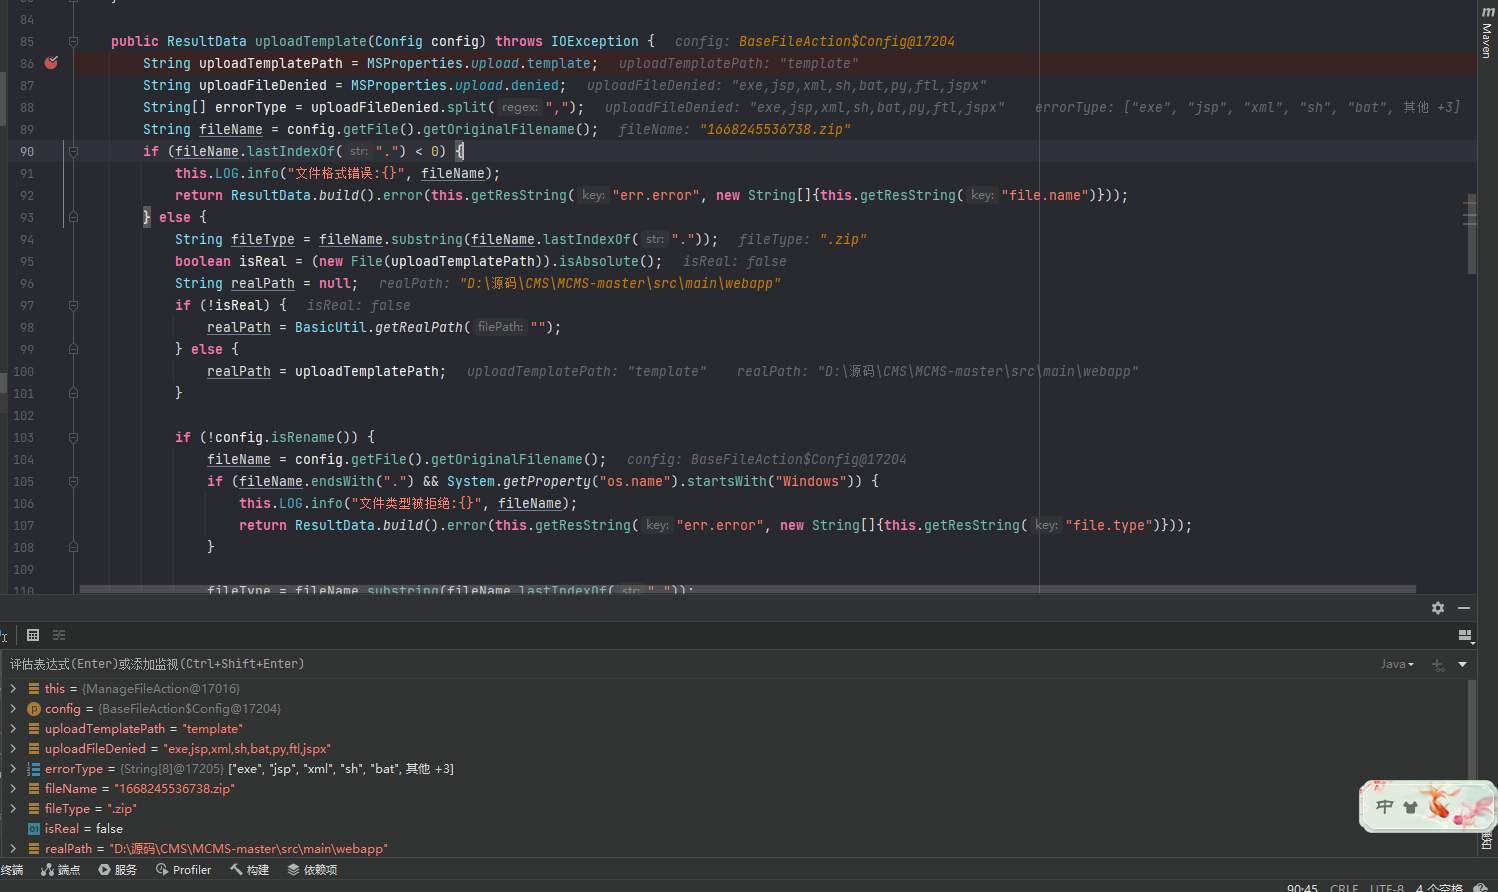 84
85 public ResultData uploadTemplate(Config config) throws IOException { config: BaseFileAction$Config@17204
86 String uploadTemplatePath = MSProperties.upload.template; uploadTemplatePath: "template"
87 String uploadFileDenied = MSProperties.upload.denied; uploadFileDenied: "exe,jsp,xml,sh,bat,py,ftl,jspx"
88 String[] errorType = uploadFileDenied.split( regex: ","); uploadFileDenied: "exe,jsp,xml,sh,bat,py,ftl,jspx" errorType: ["exe", "jsp", "xml", "sh", "bat", 其他 +3]
89 String fileName = config.getFile().getOriginalFilename(); fileName: "1668245536738.zip"
90 if (fileName.lastIndexOf( str: ".") < 0) {
91 this.LOG.info("文件格式错误:{}", fileName);
92 return ResultData.build().error(this.getResString( key: "err.error", new String[]{this.getResString( key: "file.name")}));
93 } else {
94 String fileType = fileName.substring(fileName.lastIndexOf( str: ".")); fileType: ".zip"
95 boolean isReal = (new File(uploadTemplatePath)).isAbsolute(); isReal: false
96 String realPath = null; realPath: "D:\源码\CMS\MCMS-master\src\main\webapp"
97 if (!isReal) { isReal: false
98 realPath = BasicUtil.getRealPath( filePath: "");
99 } else {
100 realPath = uploadTemplatePath; uploadTemplatePath: "template" realPath: "D:\源码\CMS\MCMS-master\src\main\webapp"
101 }
102
103 if (!config.isRename()) {
104 fileName = config.getFile().getOriginalFilename(); config: BaseFileAction$Config@17204
105 if (fileName.endsWith(".") && System.getProperty("os.name").startsWith("Windows")) {
106 this.LOG.info("文件类型被拒绝:{}", fileName);
107 return ResultData.build().error(this.getResString( key: "err.error", new String[]{this.getResString( key: "file.type")}));
108 }
109
110 fileType = fileName.substring(fileName.lastIndexOf( str: "."));
m
Maven
评估表达式(Enter)或添加监视(Ctrl+Shift+Enter)
Java
this = {ManageFileAction@17016}
config = {BaseFileAction$Config@17204}
uploadTemplatePath = "template"
uploadFileDenied = "exe,jsp,xml,sh,bat,py,ftl,jspx"
errorType = {String[8]@17205} ["exe", "jsp", "xml", "sh", "bat", 其他 +3]
fileName = "1668245536738.zip"
fileType = ".zip"
isReal = false
realPath = "D:\源码\CMS\MCMS-master\src\main\webapp"
中
终端 端点 服务 Profiler 构建 依赖项
90:45 CRLF UTF-8 4 个空格